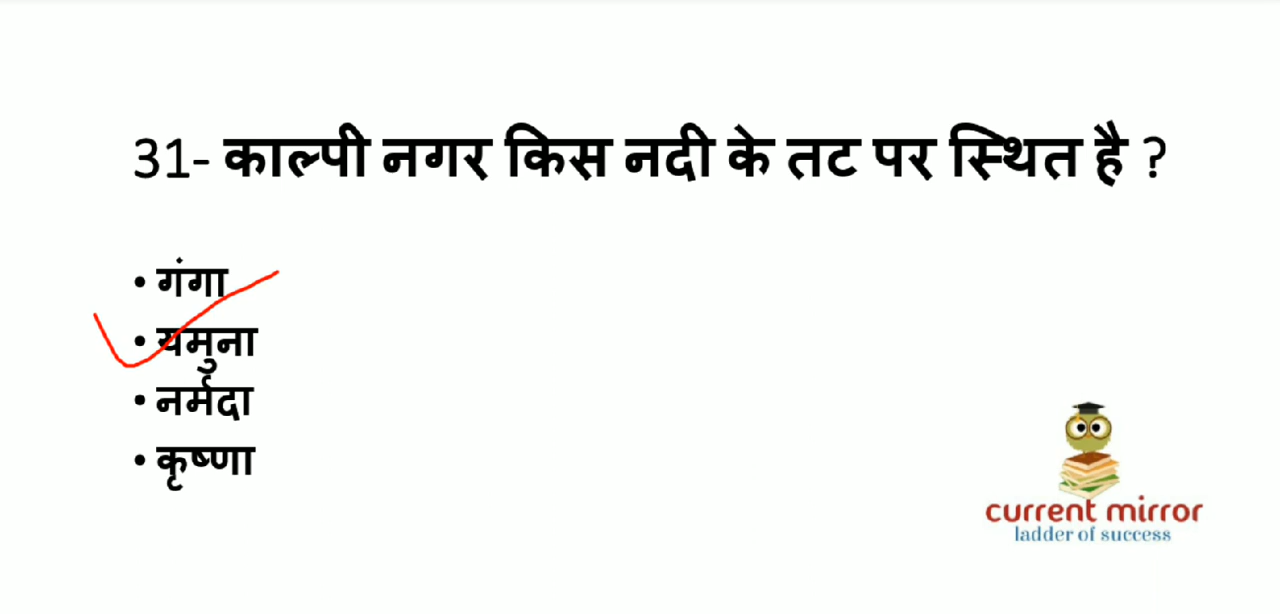 31- काल्पी नगर किस नदी के तट पर स्थित है ?
• गंगा
• यमुना
• नर्मदा
• कृष्णा
current mirror
ladder of success